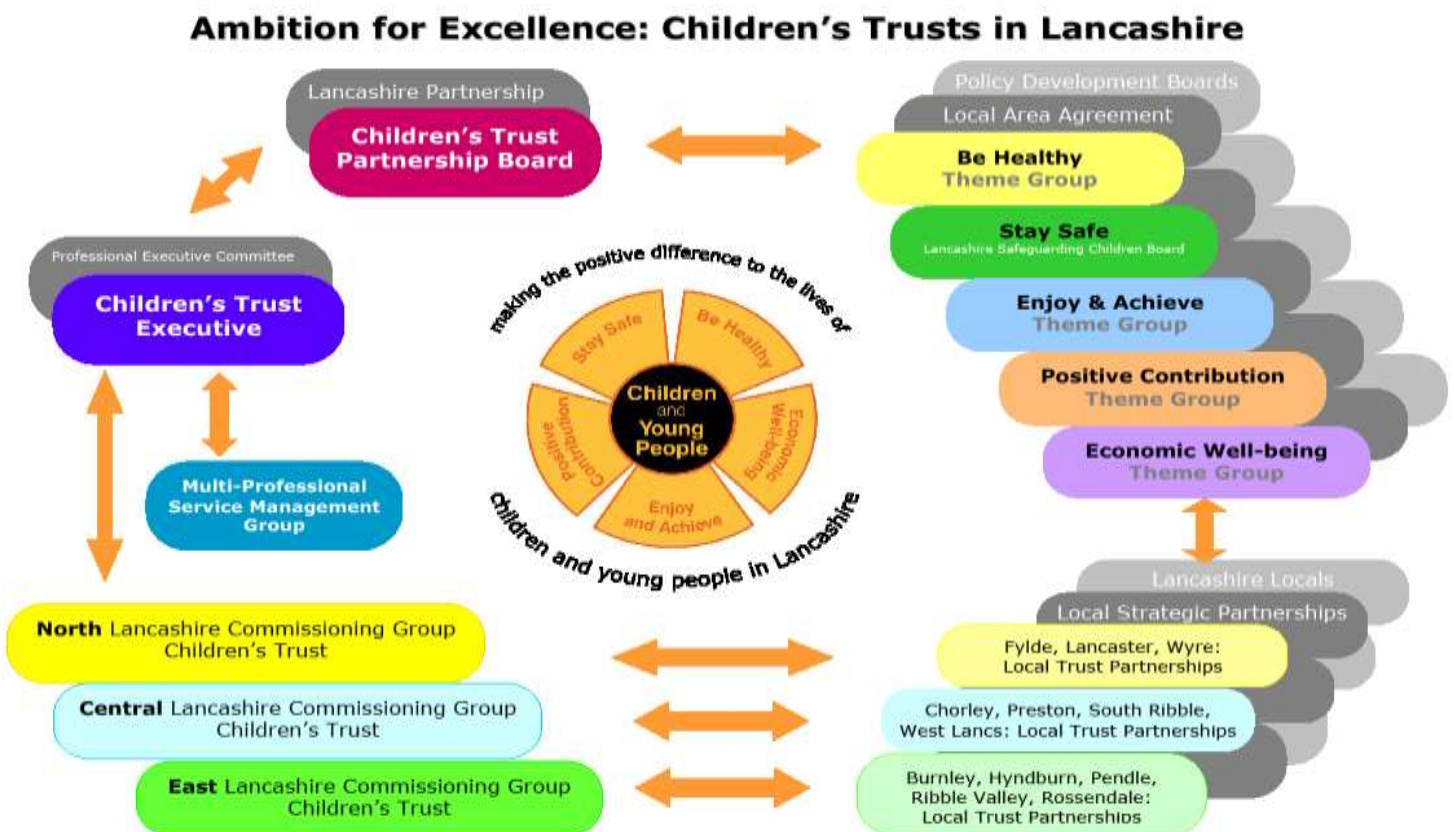 Ambition for Excellence: Children's Trusts in Lancashire
Lancashire Partnership
Children's Trust
Partnership Board
Policy Development Boards
Local Area Agreement
Be Healthy
Theme Group
Stay Safe
Lancashire Safeguarding Children Board
Enjoy & Achieve
Theme Group
Positive Contribution
Theme Group
Economic Well-being
Theme Group
Professional Executive Committee
Children's Trust
Executive
Multi-Professional
Service Management
Group
making the positive difference to the lives of
Stay Safe
Be Healthy
Children
and
Young
People
Positive
Contribution
Economic
Well-being
Enjoy
and Achieve
children and young people in Lancashire
North Lancashire Commissioning Group
Children's Trust
Central Lancashire Commissioning Group
Children's Trust
East Lancashire Commissioning Group
Children's Trust
Lancashire Locals
Local Strategic Partnerships
Fylde, Lancaster, Wyre:
Local Trust Partnerships
Chorley, Preston, South Ribble,
West Lancs: Local Trust Partnerships
Burnley, Hyndburn, Pendle,
Ribble Valley, Rossendale:
Local Trust Partnerships